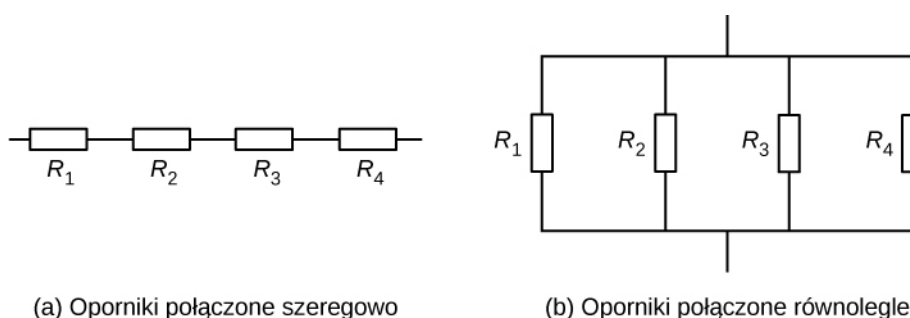 R1 R2 R3 R4
R1 R2 R3 R4
(a) Oporniki połączone szeregowo
(b) Oporniki połączone równolegle